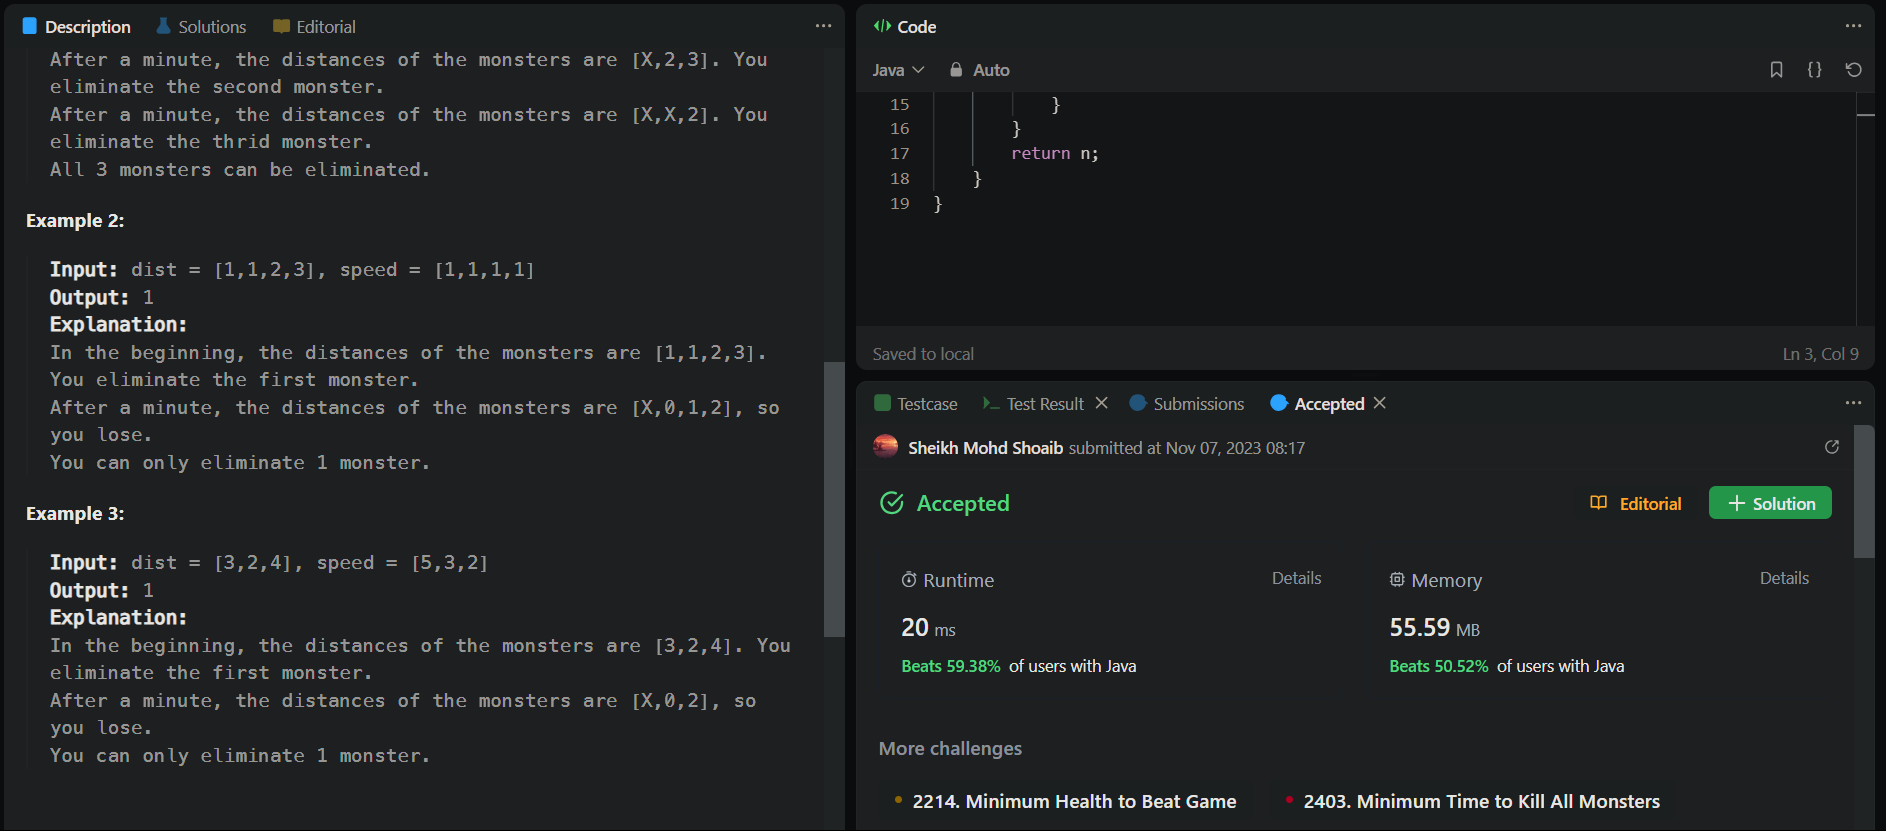 Description
Solutions
Editorial
After a minute, the distances of the monsters are [X,2,3]. You
eliminate the second monster.
After a minute, the distances of the monsters are [X,X,2]. You
eliminate the thrid monster.
All 3 monsters can be eliminated.
Example 2:
Input: dist = [1,1,2,3], speed = [1,1,1,1]
Output: 1
Explanation:
In the beginning, the distances of the monsters are [1,1,2,3].
You eliminate the first monster.
After a minute, the distances of the monsters are [X,0,1,2], so
you lose.
You can only eliminate 1 monster.
Example 3:
Input: dist = [3,2,4], speed = [5,3,2]
Output: 1
Explanation:
In the beginning, the distances of the monsters are [3,2,4]. You
eliminate the first monster.
After a minute, the distances of the monsters are [X,0,2], so
you lose.
You can only eliminate 1 monster.
</> Code
Java
Auto
{}
15 }
16 }
17 return n;
18 }
19 }
Saved to local
Ln 3, Col 9
Testcase
Test Result
Submissions
Accepted
Sheikh Mohd Shoaib submitted at Nov 07, 2023 08:17
Accepted
Editorial
+ Solution
Runtime
Details
20 ms
Beats 59.38% of users with Java
Memory
Details
55.59 MB
Beats 50.52% of users with Java
More challenges
2214. Minimum Health to Beat Game
2403. Minimum Time to Kill All Monsters